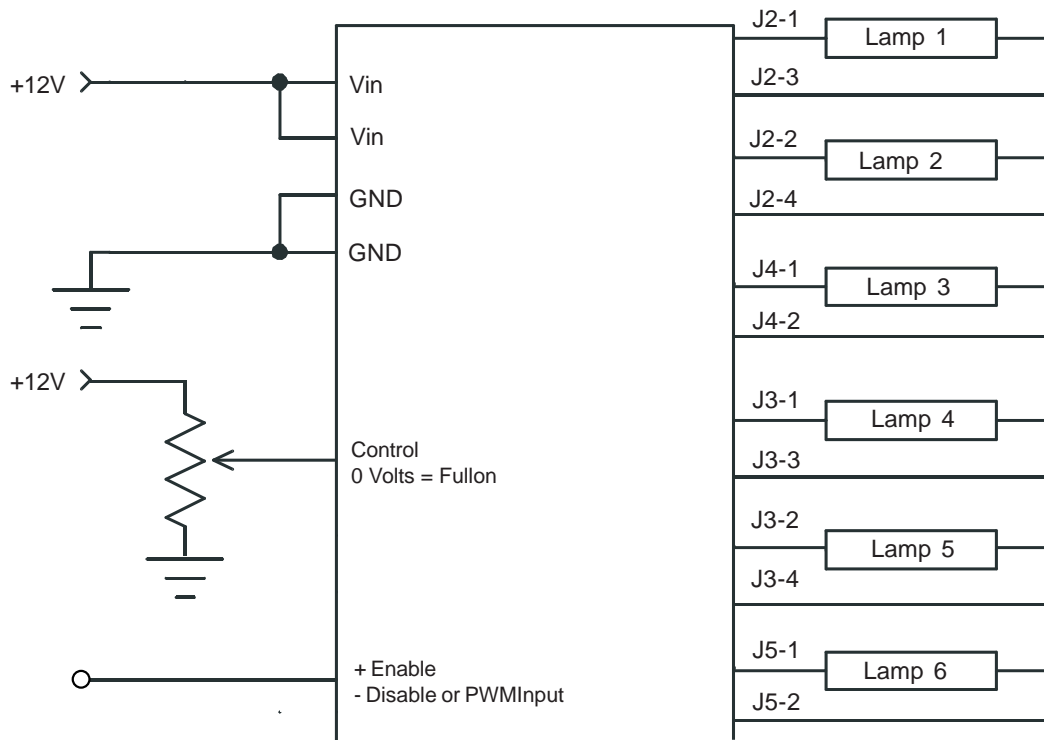 +12V
Vin
Vin
GND
GND
+12V
Control
0 Volts = Fullon
+ Enable
- Disable or PWMInput
J2-1
Lamp 1
J2-3
J2-2
Lamp 2
J2-4
J4-1
Lamp 3
J4-2
J3-1
Lamp 4
J3-3
J3-2
Lamp 5
J3-4
J5-1
Lamp 6
J5-2